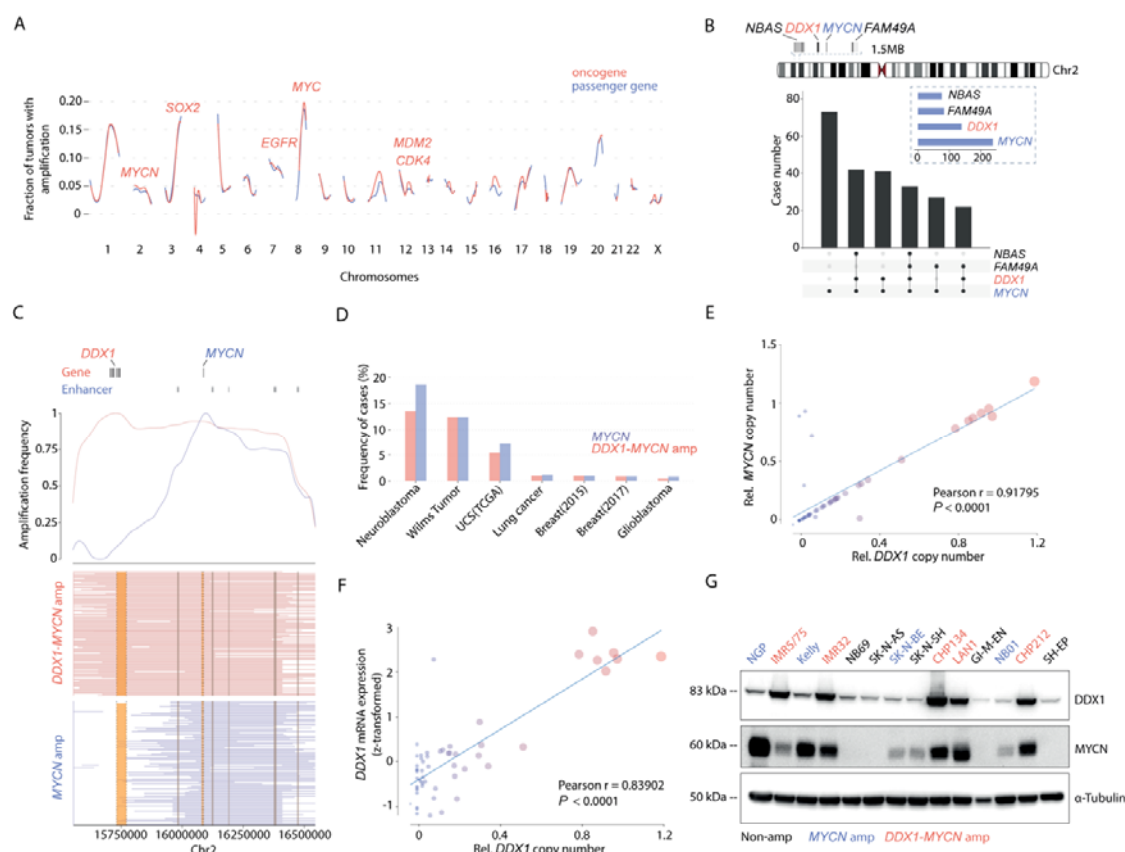 A
oncogene
passenger gene
Fraction of tumors with
amplification
0.20
0.15
0.10
0.05
0
MYCN
SOX2
EGFR
MYC
MDM2
CDK4
1 2 3 4 5 6 7 8 9 10 11 12 13 14 15 16 17 18 19 20 21 22 X
Chromosomes
B
NBAS DDX1 MYCN FAM49A
1.5MB
Chr2
Case number
80
60
40
20
0
NBAS
FAM49A
DDX1
MYCN
0 100 200
NBAS
FAM49A
DDX1
MYCN
C
DDX1
MYCN
Gene
Enhancer
Amplification frequency
1
0.75
0.5
0.25
0
DDX1-MYCN amp
MYCN amp
15750000 16000000 16250000 16500000
Chr2
D
Frequency of cases (%)
20
15
10
5
0
MYCN
DDX1-MYCN amp
Neuroblastoma
Wilms Tumor
UCS(TCGA)
Lung cancer
Breast(2015)
Breast(2017)
Glioblastoma
E
Rel. MYCN copy number
1.5
1
0.5
0
Pearson r = 0.91795
P < 0.0001
0 0.4 0.8 1.2
Rel. DDX1 copy number
F
DDX1 mRNA expression
(z-transformed)
3
2
1
0
-1
Pearson r = 0.83902
P < 0.0001
0 0.4 0.8 1.2
Rel. DDX1 copy number
G
NGP
IMR5/75
Kelly
IMR32
NB69
SK-N-AS
SK-N-BE
SK-N-SH
CHP134
LAN1
GI-M-EN
NB01
CHP212
SH-EP
83 kDa --
DDX1
60 kDa --
MYCN
50 kDa --
α-Tubulin
Non-amp MYCN amp DDX1-MYCN amp